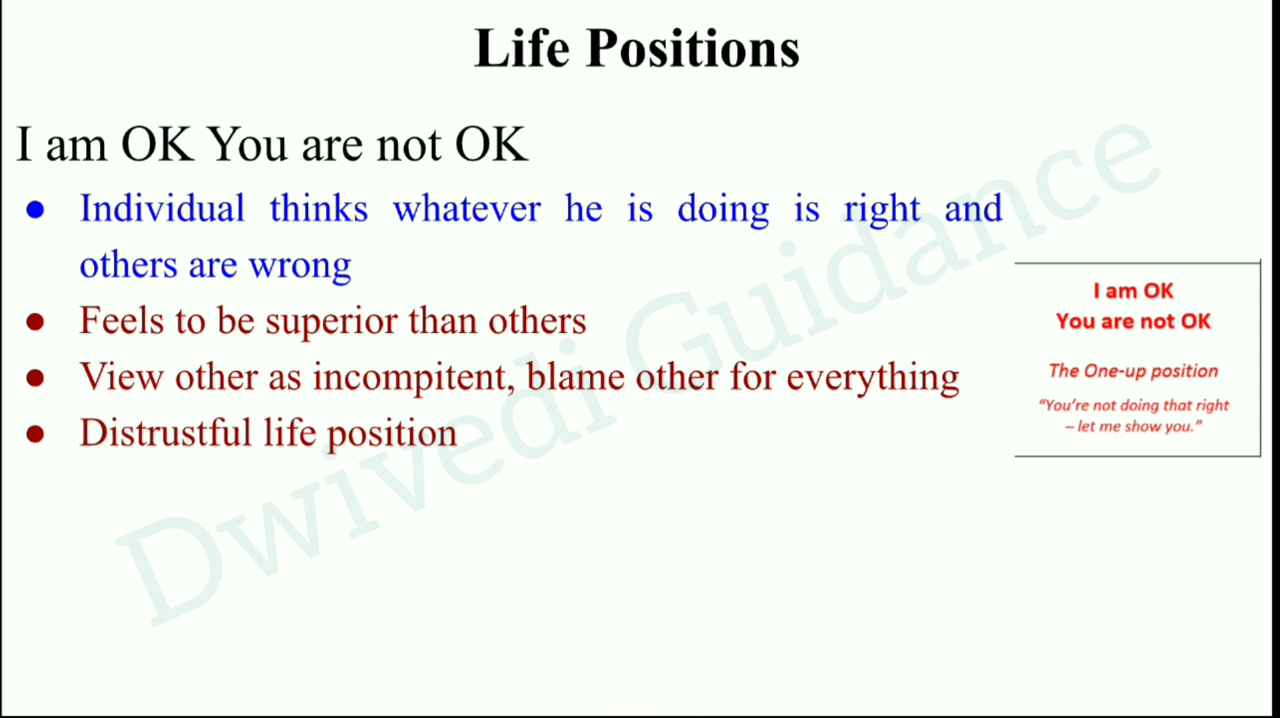 Life Positions
I am OK You are not OK
● Individual thinks whatever he is doing is right and
others are wrong
● Feels to be superior than others
● View other as incompitent, blame other for everything
● Distrustful life position
I am OK
You are not OK
The One-up position
“You’re not doing that right
– let me show you.”
Dwivedi Guidance